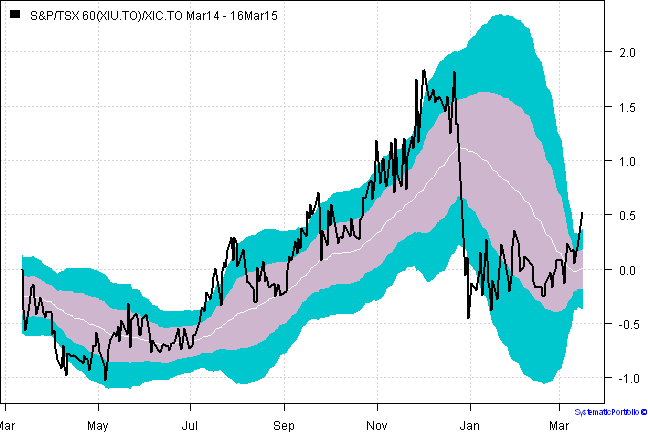 S&P/TSX 60(XIU.TO)/XIC.TO Mar14 - 16Mar15
2.0
1.5
1.0
0.5
0.0
-0.5
-1.0
Mar May Jul Sep Nov Jan Mar
SystematicPortfolio ©